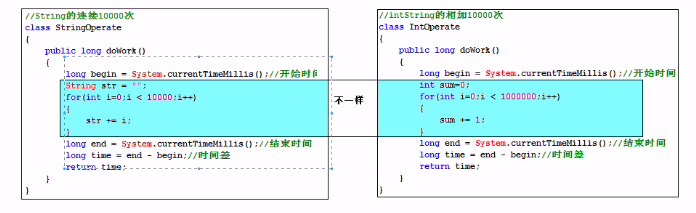 //String的连接10000次
class StringOperate
{
public long doWork()
{
long begin = System.currentTimeMillis();//开始时间
String str = "";
for(int i=0;i < 10000;i++)
{
str += i;
}
long end = System.currentTimeMillis();//结束时间
long time = end - begin;//时间差
return time;
}
}
不一样
//intString的相加10000次
class IntOperate
{
public long doWork()
{
long begin = System.currentTimeMillis();//开始时间
int sum=0;
for(int i=0;i < 1000000;i++)
{
sum += 1;
}
long end = System.currentTimeMillis();//结束时间
long time = end - begin;//时间差
return time;
}
}